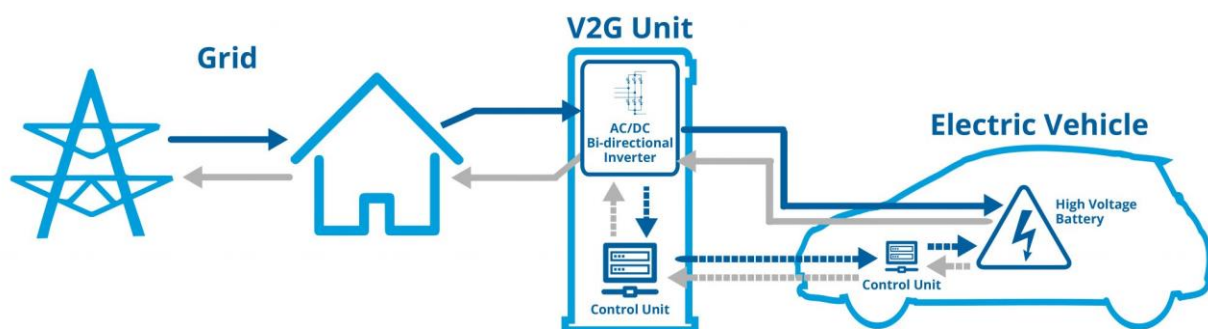 V2G Unit
Grid
AC/DC
Bi-directional
Inverter
Electric Vehicle
High Voltage
Battery
Control Unit
Control Unit